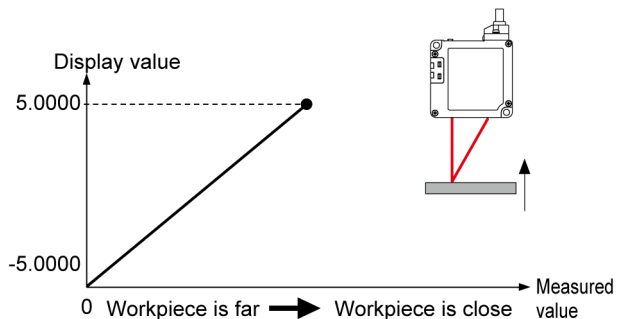 Display value
5.0000
-5.0000
0 Workpiece is far Workpiece is close
Measured
value